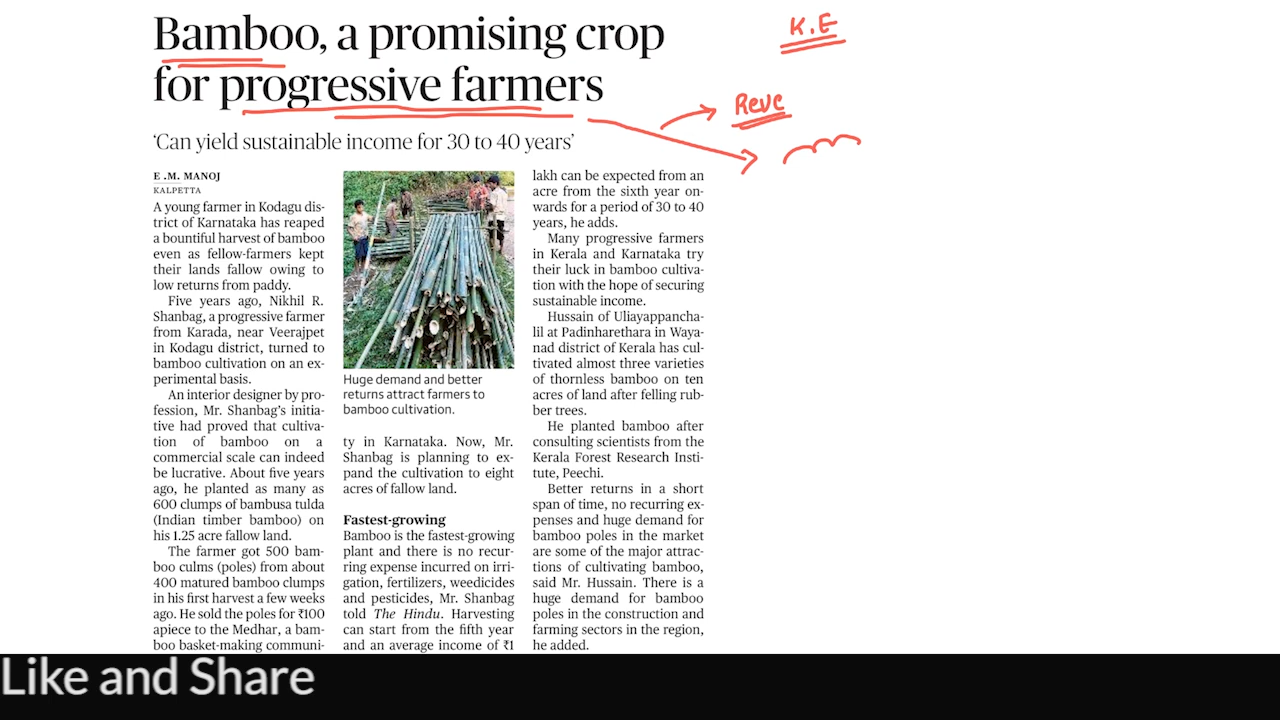 Bamboo, a promising crop
for progressive farmers
K.E
Reve
‘Can yield sustainable income for 30 to 40 years’
E .M. MANOJ
KALPETTA
A young farmer in Kodagu dis-
trict of Karnataka has reaped
a bountiful harvest of bamboo
even as fellow-farmers kept
their lands fallow owing to
low returns from paddy.
Five years ago, Nikhil R.
Shanbag, a progressive farmer
from Karada, near Veerajpet
in Kodagu district, turned to
bamboo cultivation on an ex-
perimental basis.
An interior designer by pro-
fession, Mr. Shanbag’s initia-
tive had proved that cultiva-
tion of bamboo on a
commercial scale can indeed
be lucrative. About five years
ago, he planted as many as
600 clumps of bambusa tulda
(Indian timber bamboo) on
his 1.25 acre fallow land.
The farmer got 500 bam-
boo culms (poles) from about
400 matured bamboo clumps
in his first harvest a few weeks
ago. He sold the poles for ₹100
apiece to the Medhar, a bam-
boo basket-making communi-
Huge demand and better
returns attract farmers to
bamboo cultivation.
ty in Karnataka. Now, Mr.
Shanbag is planning to ex-
pand the cultivation to eight
acres of fallow land.
Fastest-growing
Bamboo is the fastest-growing
plant and there is no recur-
ring expense incurred on irri-
gation, fertilizers, weedicides
and pesticides, Mr. Shanbag
told The Hindu. Harvesting
can start from the fifth year
and an average income of ₹1
lakh can be expected from an
acre from the sixth year on-
wards for a period of 30 to 40
years, he adds.
Many progressive farmers
in Kerala and Karnataka try
their luck in bamboo cultiva-
tion with the hope of securing
sustainable income.
Hussain of Uliayappancha-
lil at Padinharethara in Waya-
nad district of Kerala has cul-
tivated almost three varieties
of thornless bamboo on ten
acres of land after felling rub-
ber trees.
He planted bamboo after
consulting scientists from the
Kerala Forest Research Insti-
tute, Peechi.
Better returns in a short
span of time, no recurring ex-
penses and huge demand for
bamboo poles in the market
are some of the major attrac-
tions of cultivating bamboo,
said Mr. Hussain. There is a
huge demand for bamboo
poles in the construction and
farming sectors in the region,
he added.
Like and Share